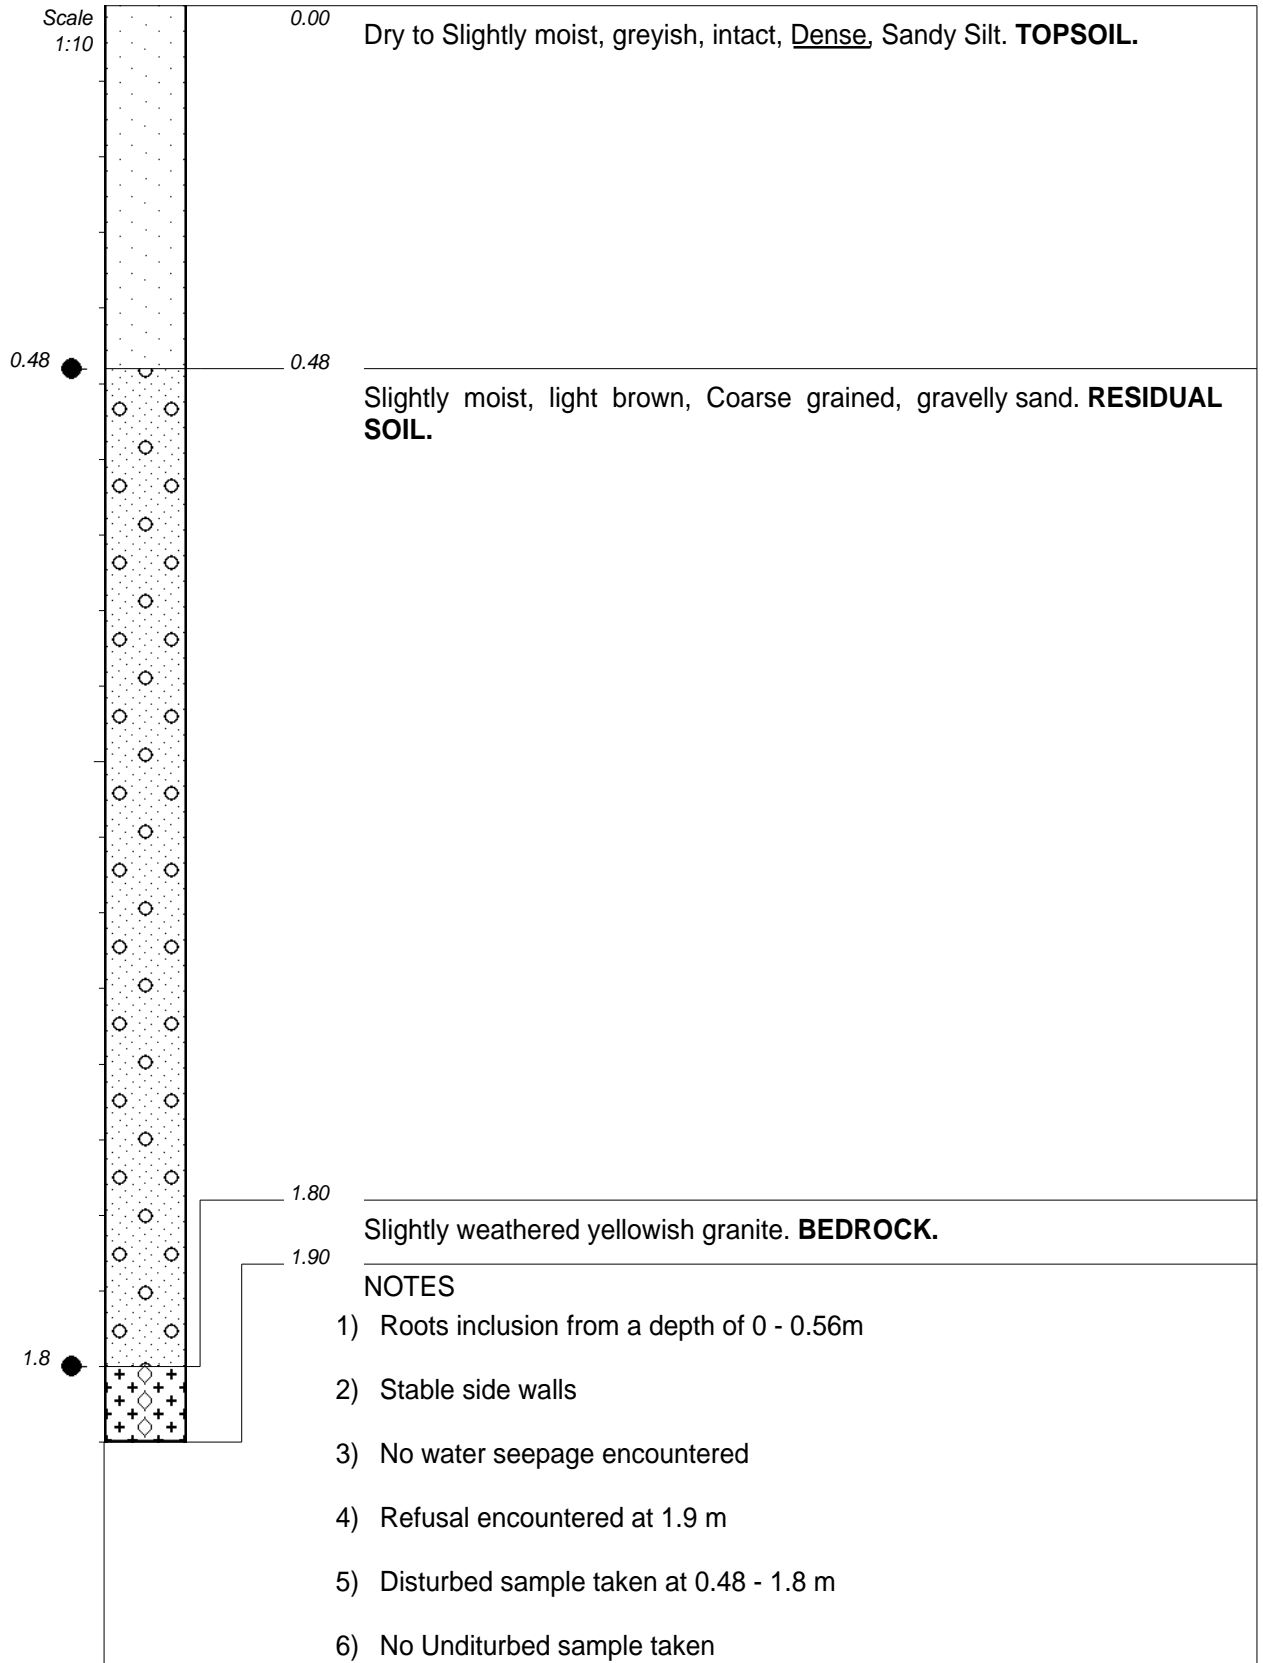 Scale
1:10
0.00
Dry to Slightly moist, greyish, intact, Dense, Sandy Silt. TOPSOIL.
0.48
0.48
Slightly moist, light brown, Coarse grained, gravelly sand. RESIDUAL
SOIL.
1.80
Slightly weathered yellowish granite. BEDROCK.
1.90
NOTES
1) Roots inclusion from a depth of 0 - 0.56m
1.8
2) Stable side walls
3) No water seepage encountered
4) Refusal encountered at 1.9 m
5) Disturbed sample taken at 0.48 - 1.8 m
6) No Unditurbed sample taken